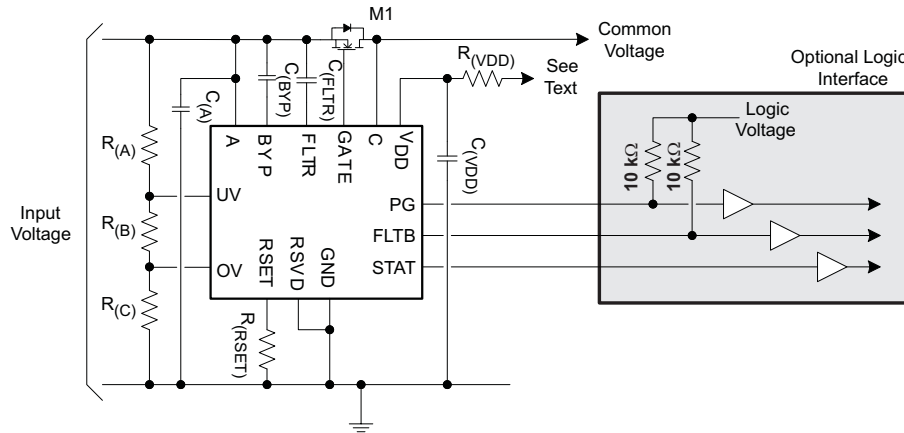 M1
Common
Voltage
R(VDD)
See
Text
Optional Logic
Interface
Logic
Voltage
C(A)
C(BYP)
C(FLTR)
C(VDD)
10 kΩ
10 kΩ
A
BYP
FLTR
GATE
C
VDD
R(A)
UV
PG
Input
Voltage
R(B)
FLTB
OV
RSET
RSVD
GND
STAT
R(C)
R(RSET)